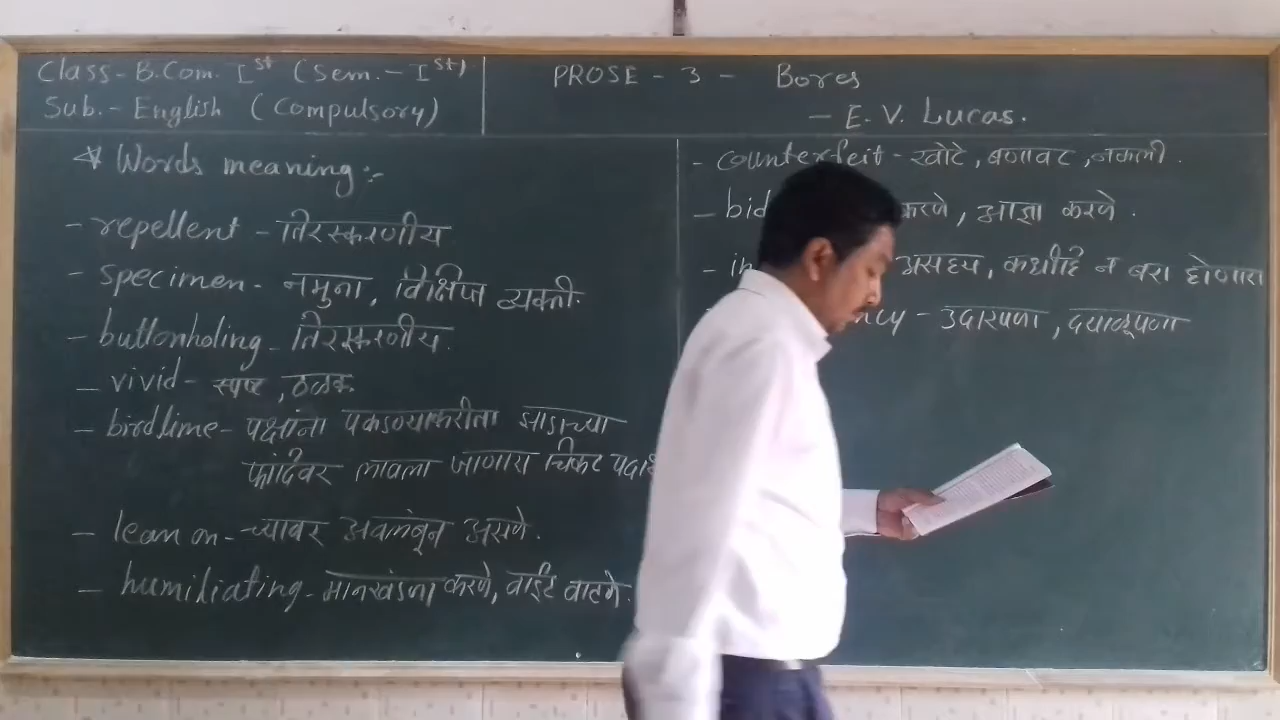 Class - B.Com. Ist (Sem. - Ist)
Sub. - English (Compulsory)
PROSE - 3 - Bores
- E. V. Lucas.
Words meaning :-
- repellent - तिरस्करणीय
- specimen - नमुना, विक्षिप्त व्यक्ती.
- buttonholing - तिरस्करणीय.
- vivid - स्पष्ट, ठळक
- birdlime - पक्षांना पकडण्याकरीता झाडाच्या
फांदिवर लावला जाणारा चिकट
- lean on - च्यावर अवलंबून असणे.
- humiliating - मानखंडना करणे, वाईट वाटणे.
- counterfeit - खोटे, बनावट, नकली.
- करणे, आज्ञा करणे.
- असह्य, कधीहि न बरा होणारा
- उदारपणा, दयाळूपणा